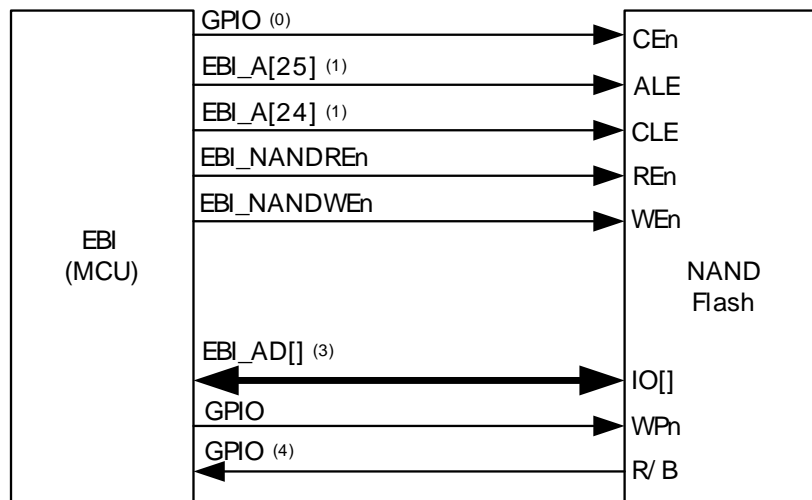 GPIO (0)
CEn
EBI_A[25] (1)
ALE
EBI_A[24] (1)
CLE
EBI_NANDREn
REn
EBI_NANDWEn
WEn
EBI
(MCU)
NAND
Flash
EBI_AD[] (3)
IO[]
GPIO
WPn
GPIO (4)
R/ B